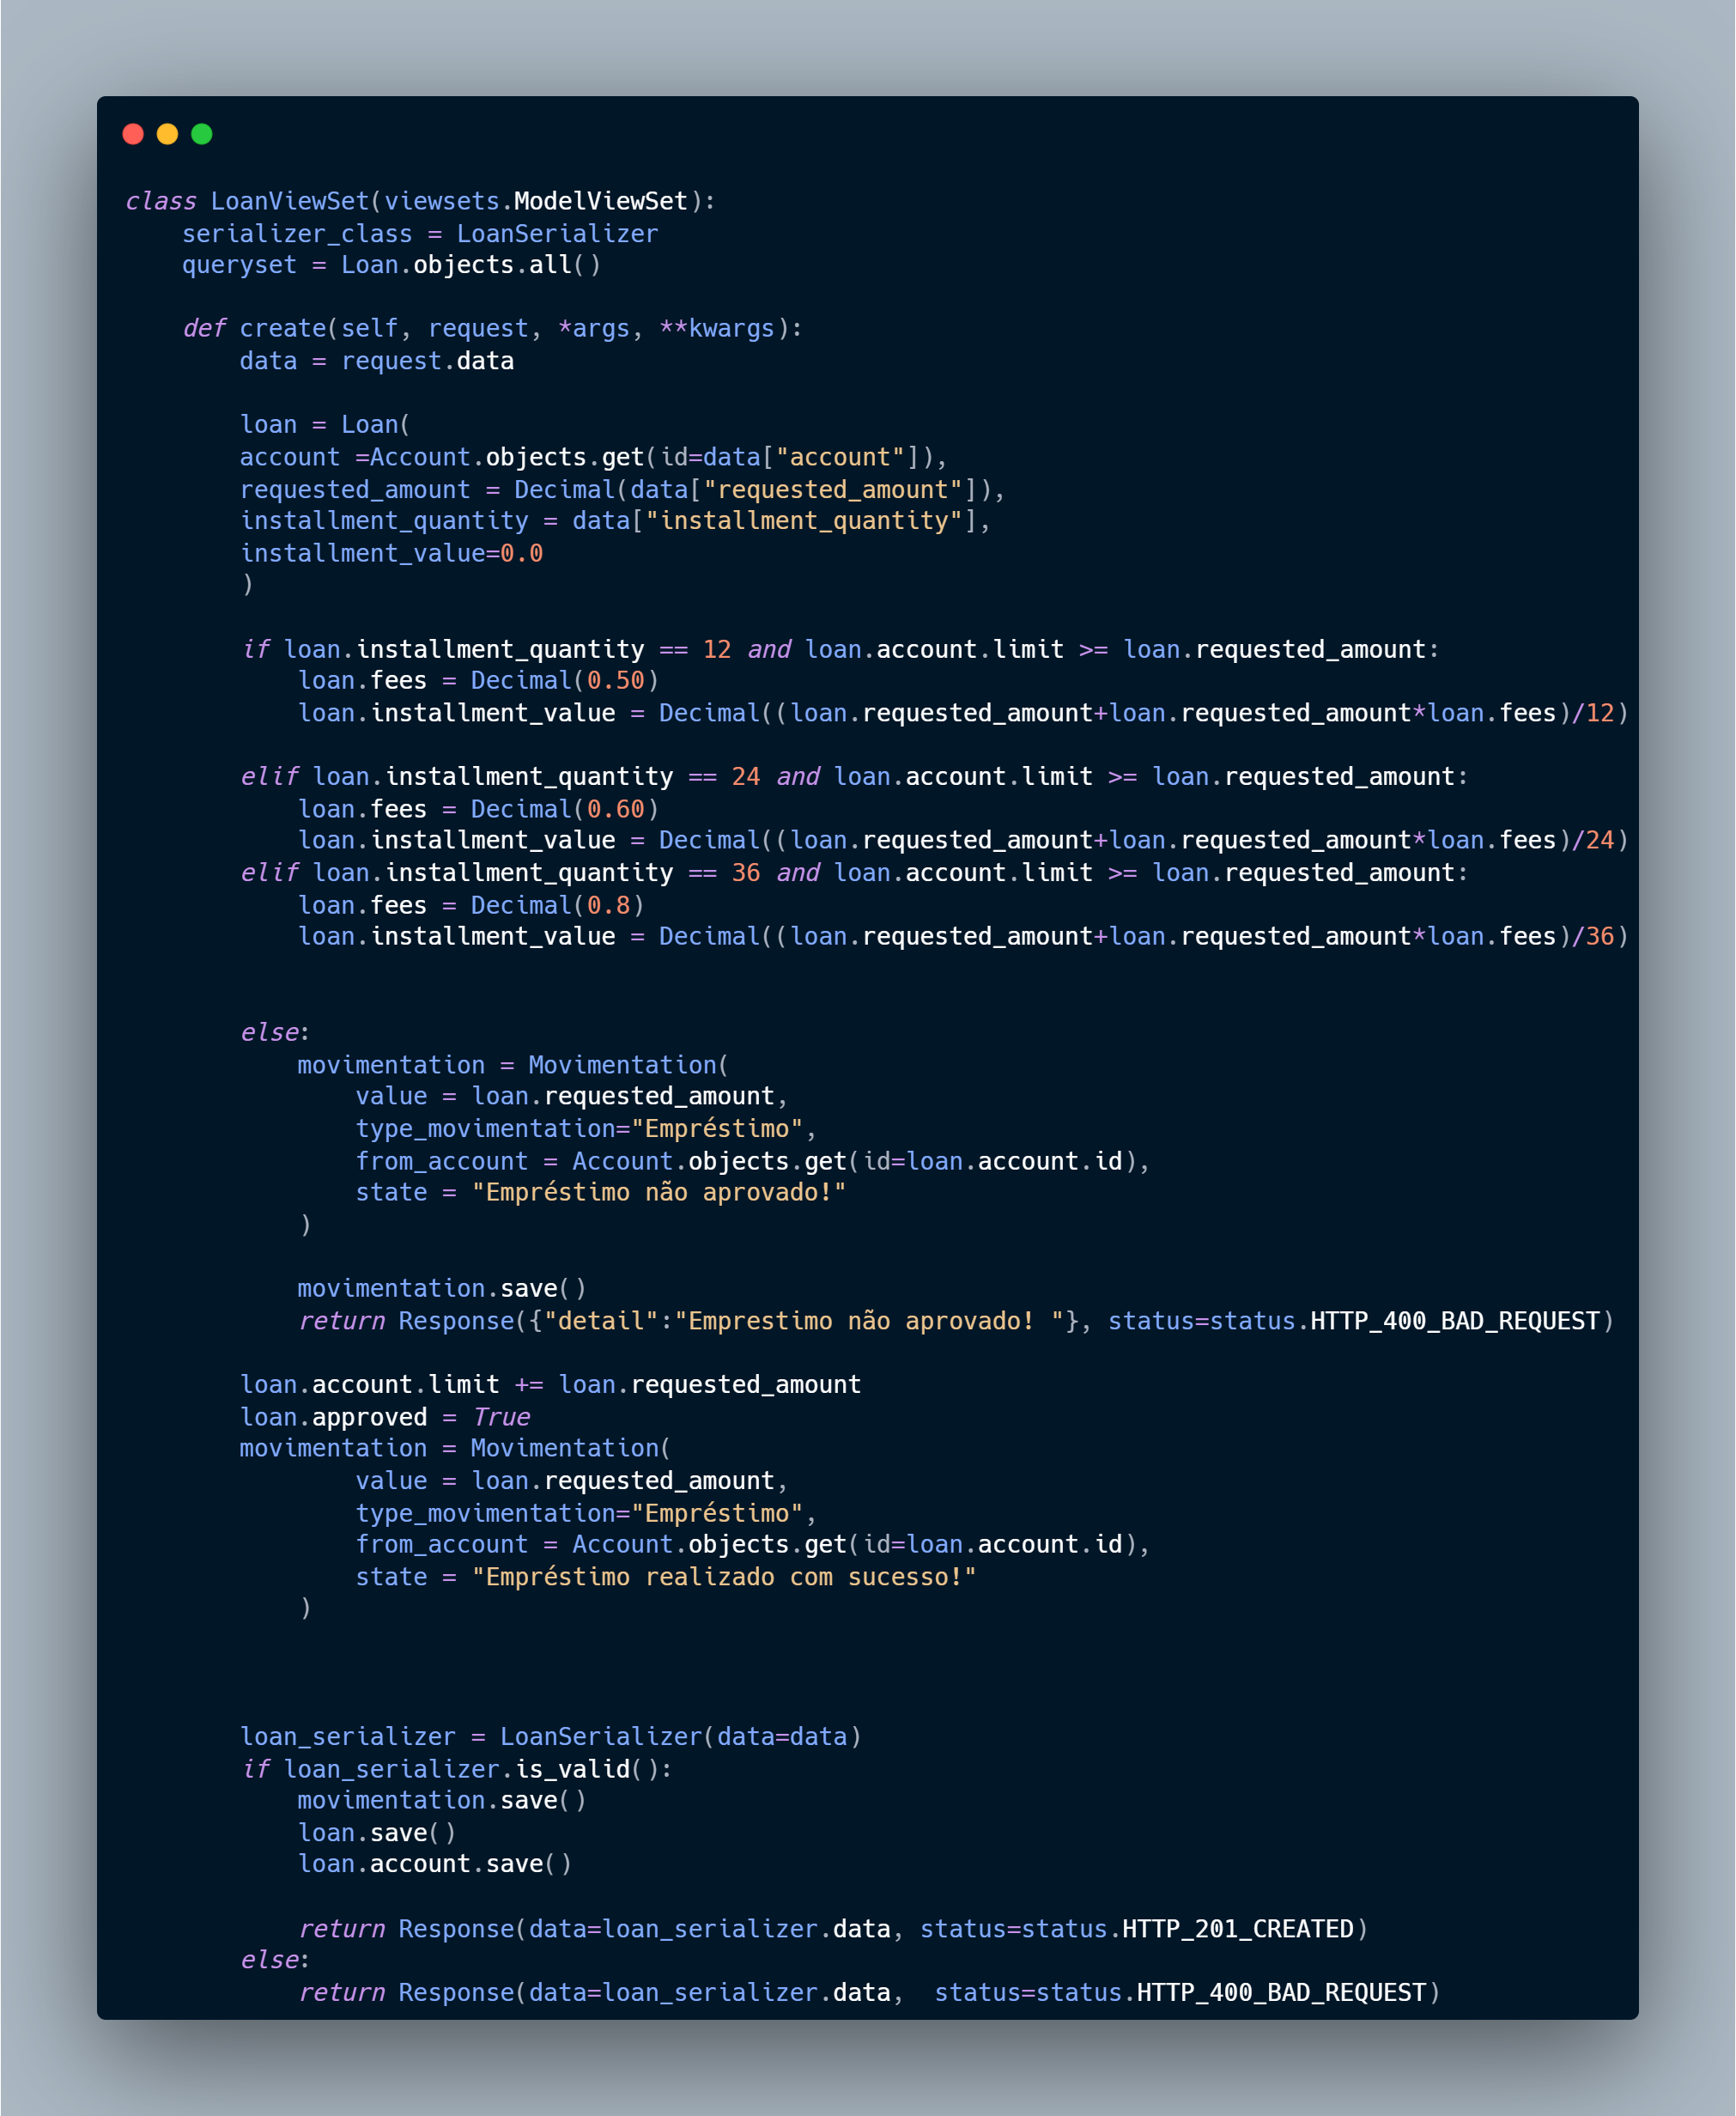 class LoanViewSet(viewsets.ModelViewSet):
    serializer_class = LoanSerializer
    queryset = Loan.objects.all()
    def create(self, request, *args, **kwargs):
        data = request.data
        loan = Loan(
        account =Account.objects.get(id=data["account"]),
        requested_amount = Decimal(data["requested_amount"]),
        installment_quantity = data["installment_quantity"],
        installment_value=0.0
        )
        if loan.installment_quantity == 12 and loan.account.limit >= loan.requested_amount:
            loan.fees = Decimal(0.50)
            loan.installment_value = Decimal((loan.requested_amount+loan.requested_amount*loan.fees)/12)
        elif loan.installment_quantity == 24 and loan.account.limit >= loan.requested_amount:
            loan.fees = Decimal(0.60)
            loan.installment_value = Decimal((loan.requested_amount+loan.requested_amount*loan.fees)/24)
        elif loan.installment_quantity == 36 and loan.account.limit >= loan.requested_amount:
            loan.fees = Decimal(0.8)
            loan.installment_value = Decimal((loan.requested_amount+loan.requested_amount*loan.fees)/36)
        else:
            movimentation = Movimentation(
                value = loan.requested_amount,
                type_movimentation="Empréstimo",
                from_account = Account.objects.get(id=loan.account.id),
                state = "Empréstimo não aprovado!"
            )
            movimentation.save()
            return Response({"detail":"Emprestimo não aprovado! "}, status=status.HTTP_400_BAD_REQUEST)
        loan.account.limit += loan.requested_amount
        loan.approved = True
        movimentation = Movimentation(
                value = loan.requested_amount,
                type_movimentation="Empréstimo",
                from_account = Account.objects.get(id=loan.account.id),
                state = "Empréstimo realizado com sucesso!"
            )
        loan_serializer = LoanSerializer(data=data)
        if loan_serializer.is_valid():
            movimentation.save()
            loan.save()
            loan.account.save()
            return Response(data=loan_serializer.data, status=status.HTTP_201_CREATED)
        else:
            return Response(data=loan_serializer.data,  status=status.HTTP_400_BAD_REQUEST)